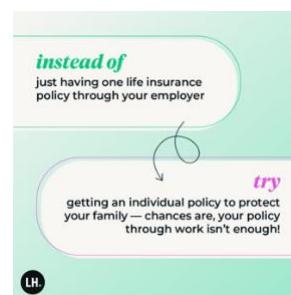 instead of
just having one life insurance
policy through your employer
try
getting an individual policy to protect
your family — chances are, your policy
through work isn’t enough!
LH.